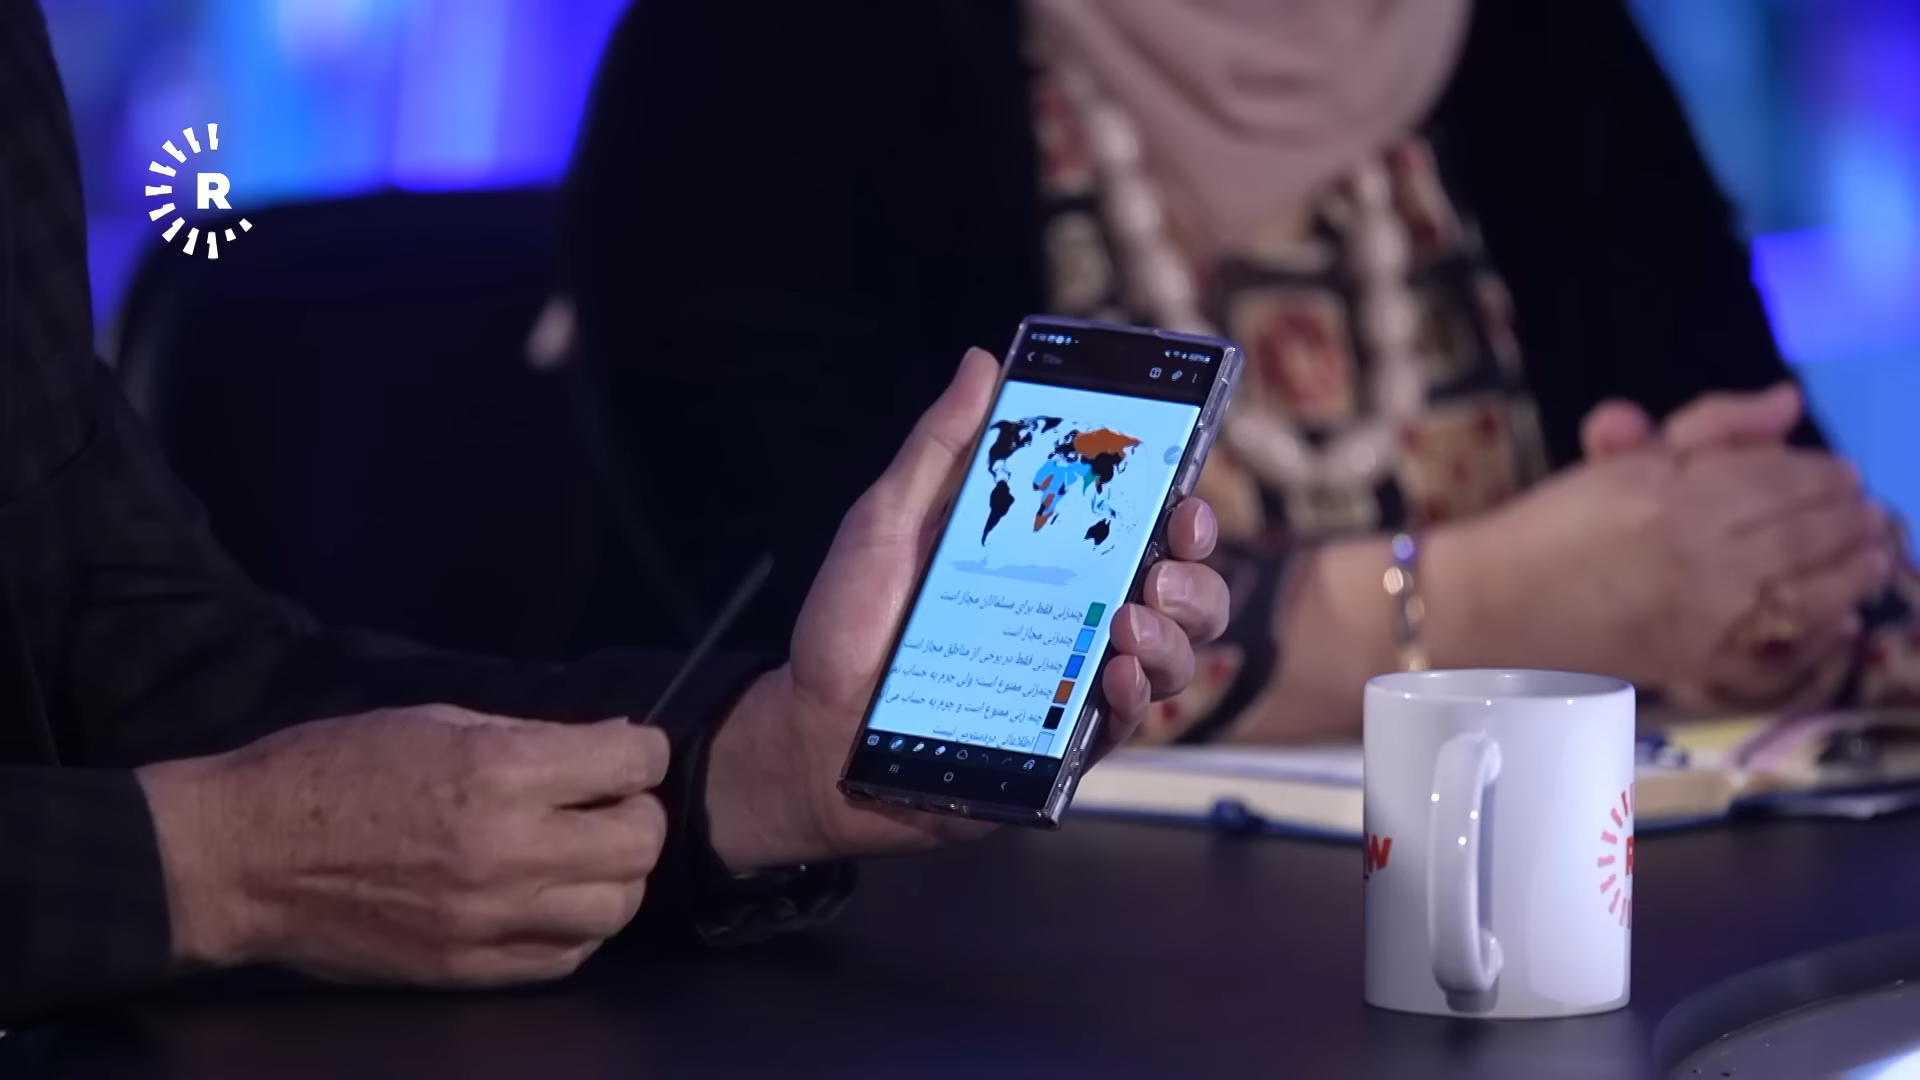 R
چندزنی فقط برای مسلمانان مجاز است
چندزنی مجاز است
چندزنی فقط در برخی از مناطق مجاز است
چندزنی ممنوع است؛ ولی جرم به حساب نم
چند زنی ممنوع است و جرم به حساب می‌آ
اطلاعاتی در دسترس نیست
W
R